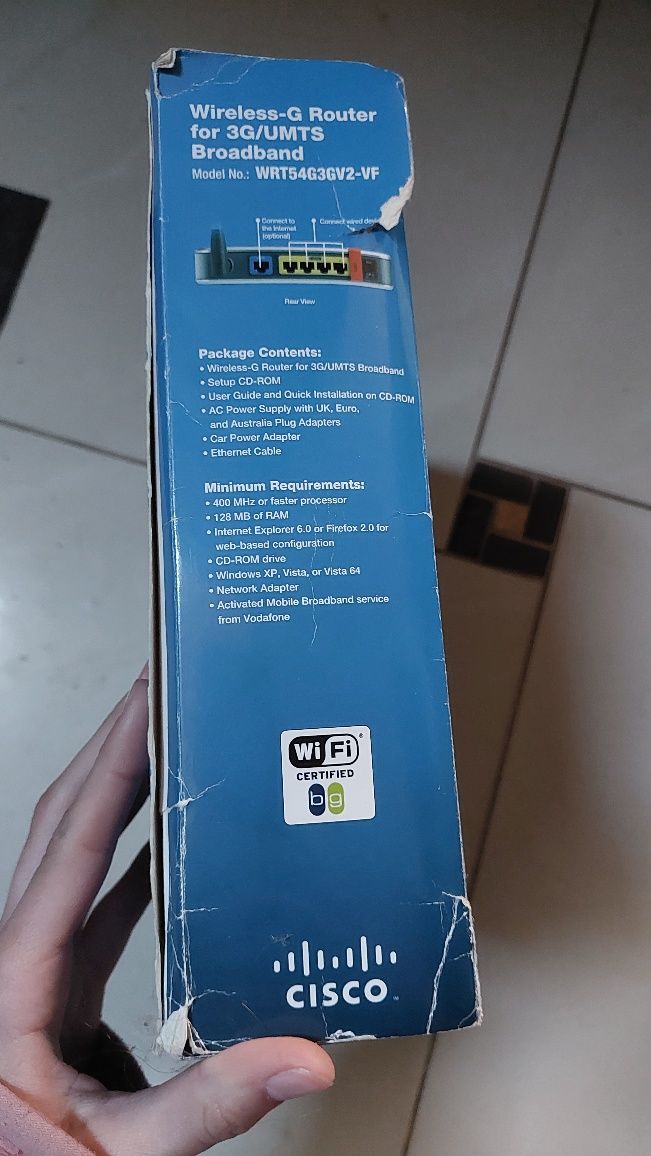 Wireless-G Router
for 3G/UMTS
Broadband
Model No.: WRT54G3GV2-VF
Connect to
the Internet
(optional)
Connect wired
Rear View
Package Contents:
• Wireless-G Router for 3G/UMTS Broadband
• Setup CD-ROM
• User Guide and Quick Installation on CD-ROM
• AC Power Supply with UK, Euro,
and Australia Plug Adapters
• Car Power Adapter
• Ethernet Cable
Minimum Requirements:
• 400 MHz or faster processor
• 128 MB of RAM
• Internet Explorer 6.0 or Firefox 2.0 for
web-based configuration
• CD-ROM drive
• Windows XP, Vista, or Vista 64
• Network Adapter
• Activated Mobile Broadband service
from Vodafone
Wi Fi ®
CERTIFIED
b g
CISCO ™